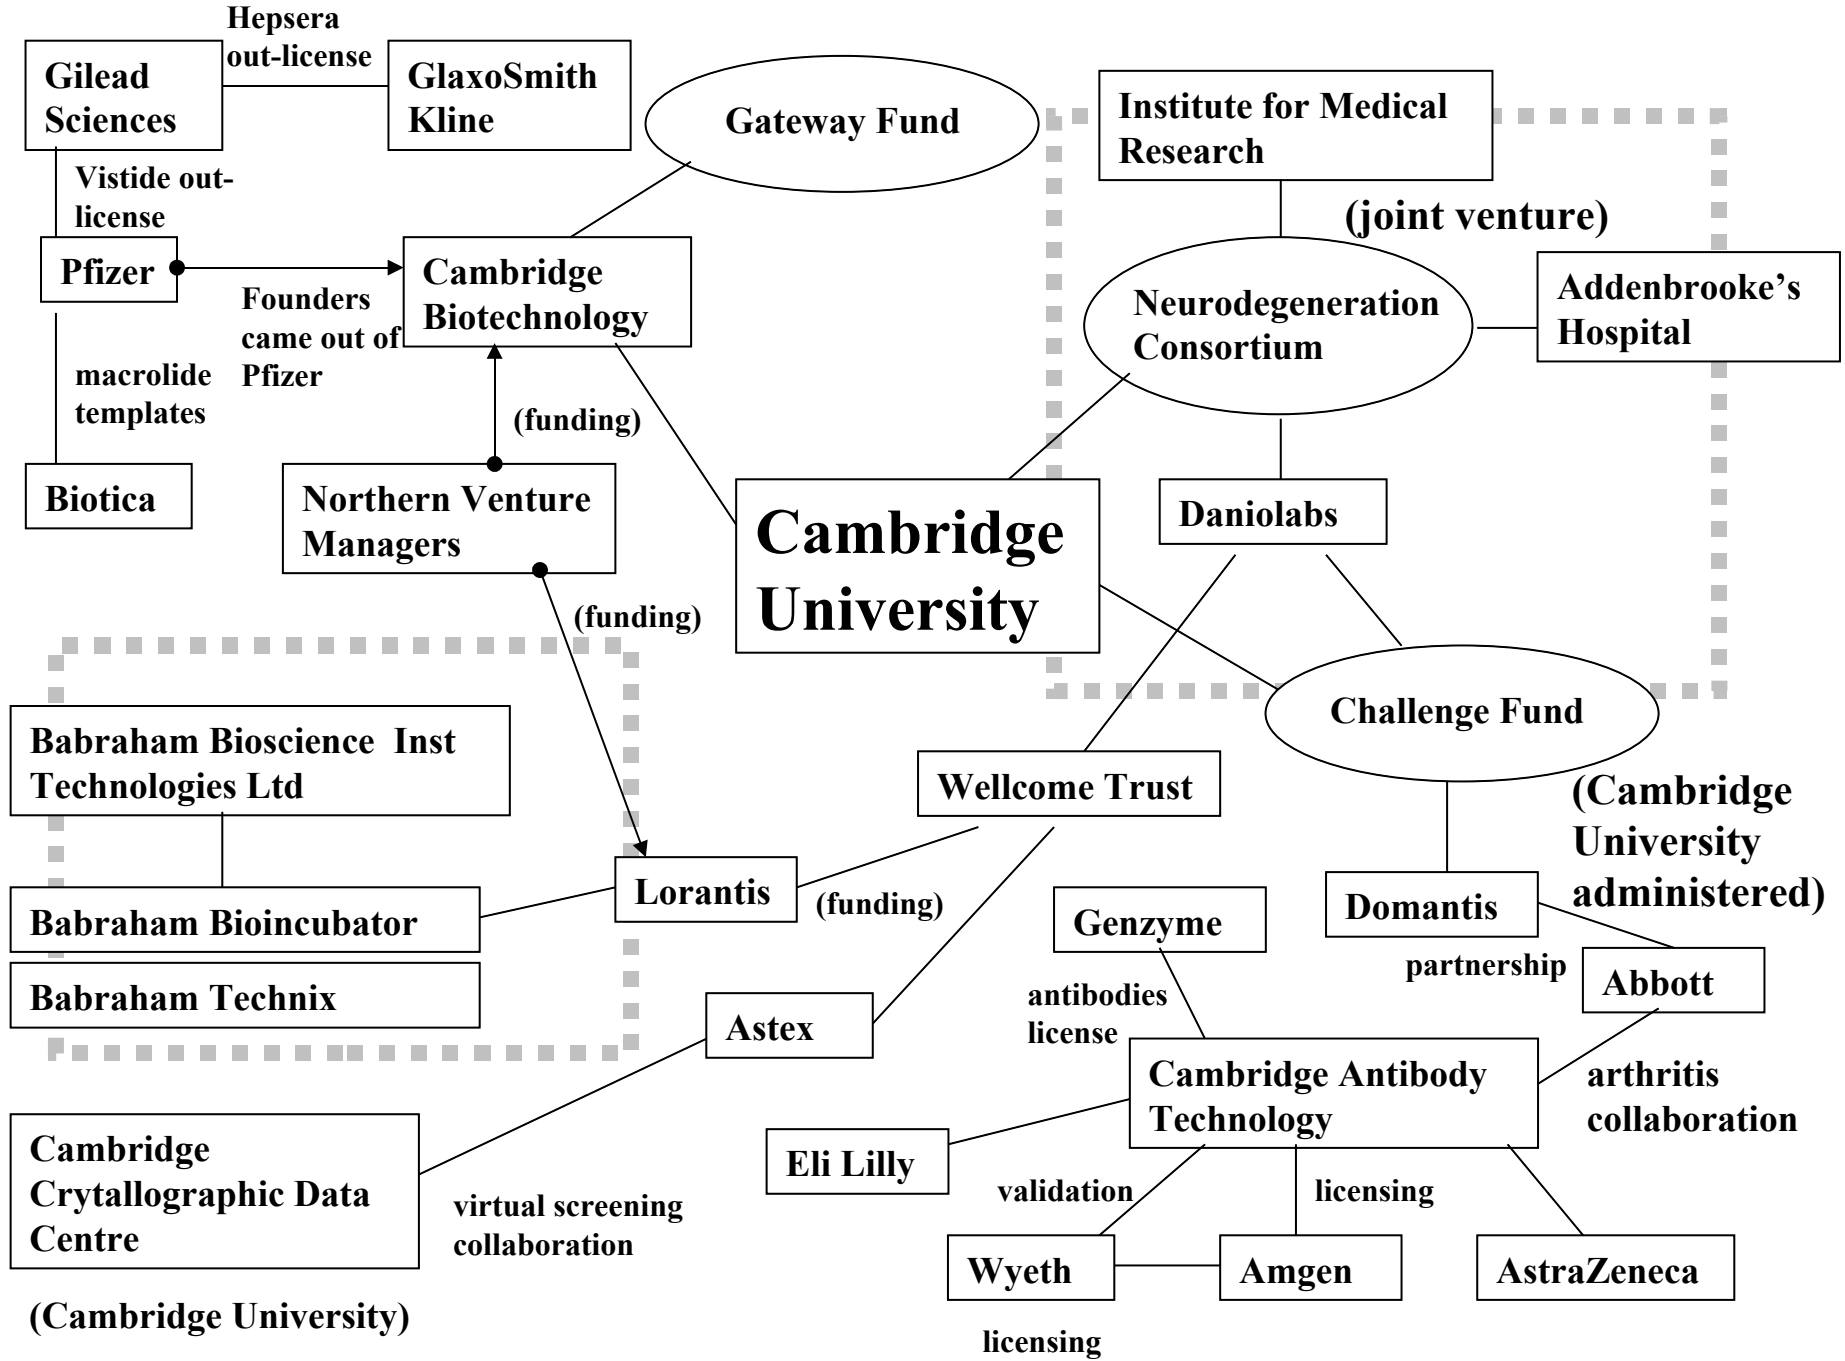 Hepsera
out-license
Gilead
Sciences
GlaxoSmith
Kline
Gateway Fund
Institute for Medical
Research
Vistide out-
license
(joint venture)
Pfizer
Founders
came out of
Pfizer
Cambridge
Biotechnology
Neurodegeneration
Consortium
Addenbrooke’s
Hospital
macrolide
templates
(funding)
Biotica
Northern Venture
Managers
Cambridge
University
Daniolabs
(funding)
Challenge Fund
Babraham Bioscience  Inst
Technologies Ltd
Wellcome Trust
(Cambridge
University
administered)
Babraham Bioincubator
Lorantis
(funding)
Genzyme
Domantis
partnership
Abbott
Babraham Technix
Astex
antibodies
license
Cambridge Antibody
Technology
arthritis
collaboration
Cambridge
Crytallographic Data
Centre
virtual screening
collaboration
Eli Lilly
validation
licensing
Wyeth
Amgen
AstraZeneca
(Cambridge University)
licensing